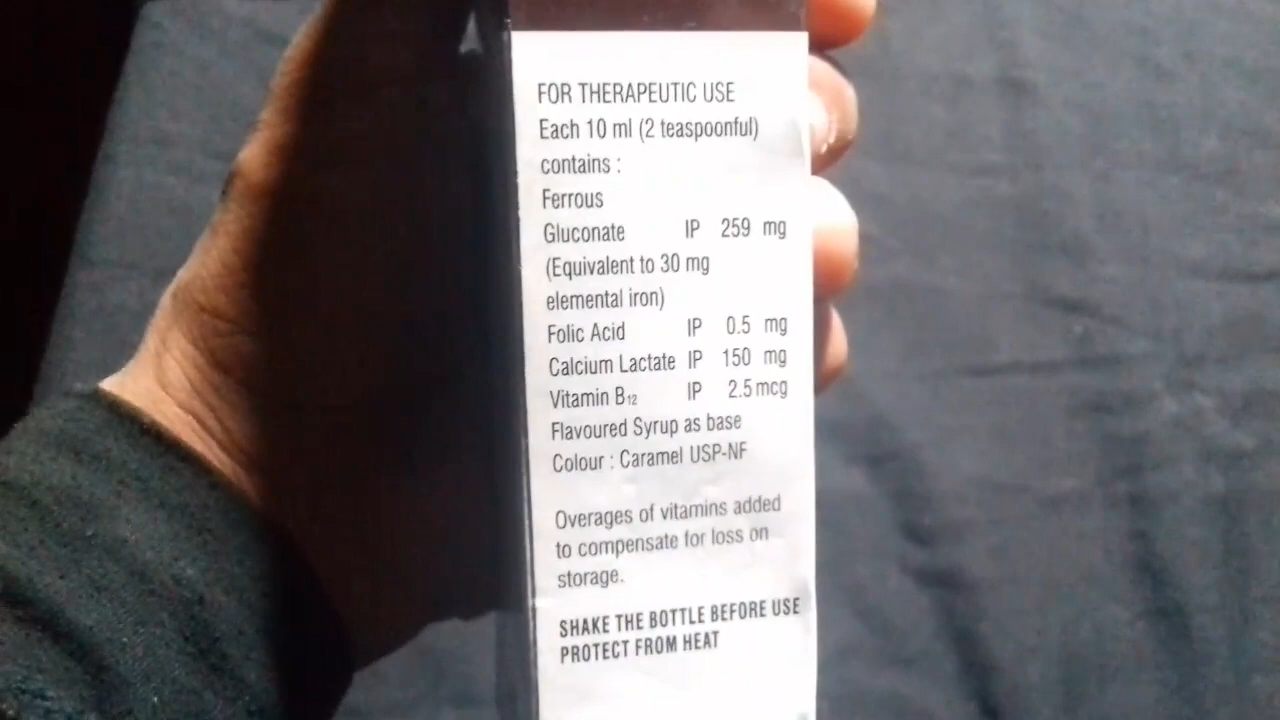 FOR THERAPEUTIC USE
Each 10 ml (2 teaspoonful)
contains :
Ferrous
Gluconate IP 259 mg
(Equivalent to 30 mg
elemental iron)
Folic Acid IP 0.5 mg
Calcium Lactate IP 150 mg
Vitamin B₁₂ IP 2.5 mcg
Flavoured Syrup as base
Colour : Caramel USP-NF
Overages of vitamins added
to compensate for loss on
storage.
SHAKE THE BOTTLE BEFORE USE
PROTECT FROM HEAT